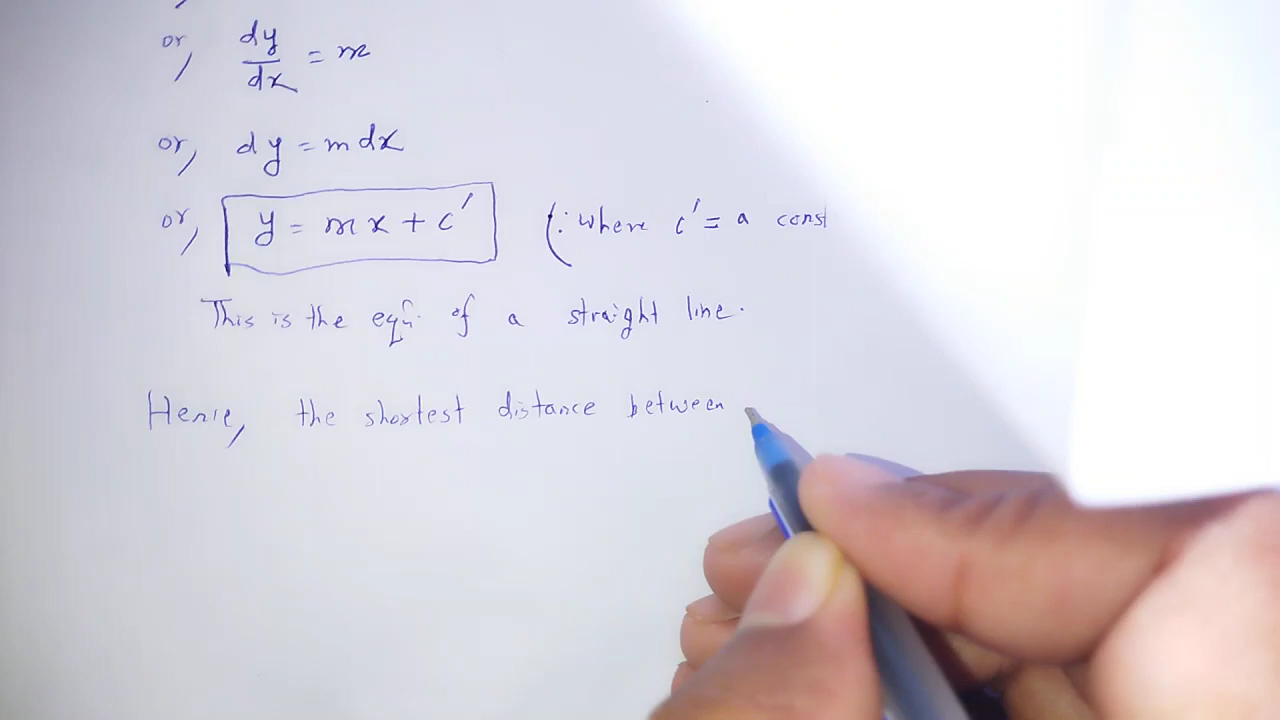 or, dy/dx = m
or, dy = m dx
or, y = mx + c' (∵ where c' = a const
This is the eqn. of a straight line.
Hence, the shortest distance between